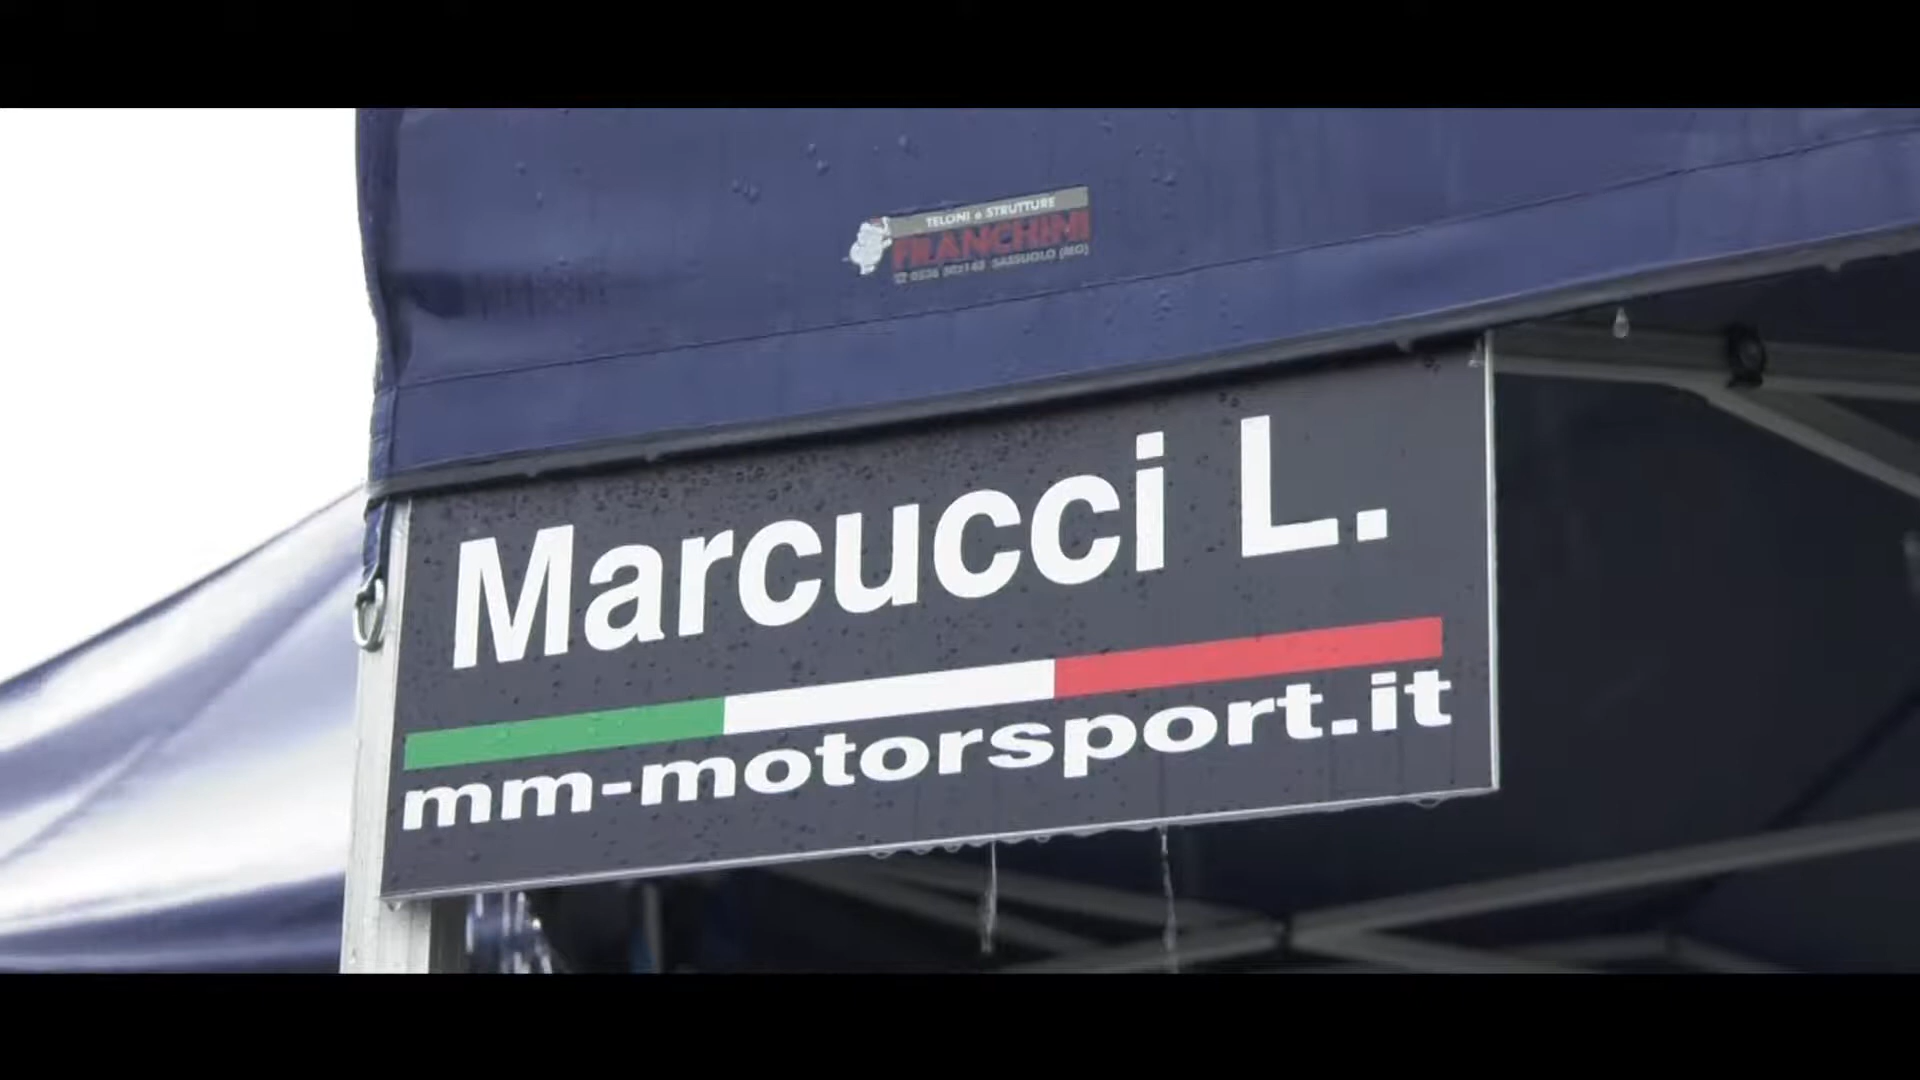 TELONI e STRUTTURE
FRANCHINI
SASSUOLO (MO)
Marcucci L.
mm-motorsport.it